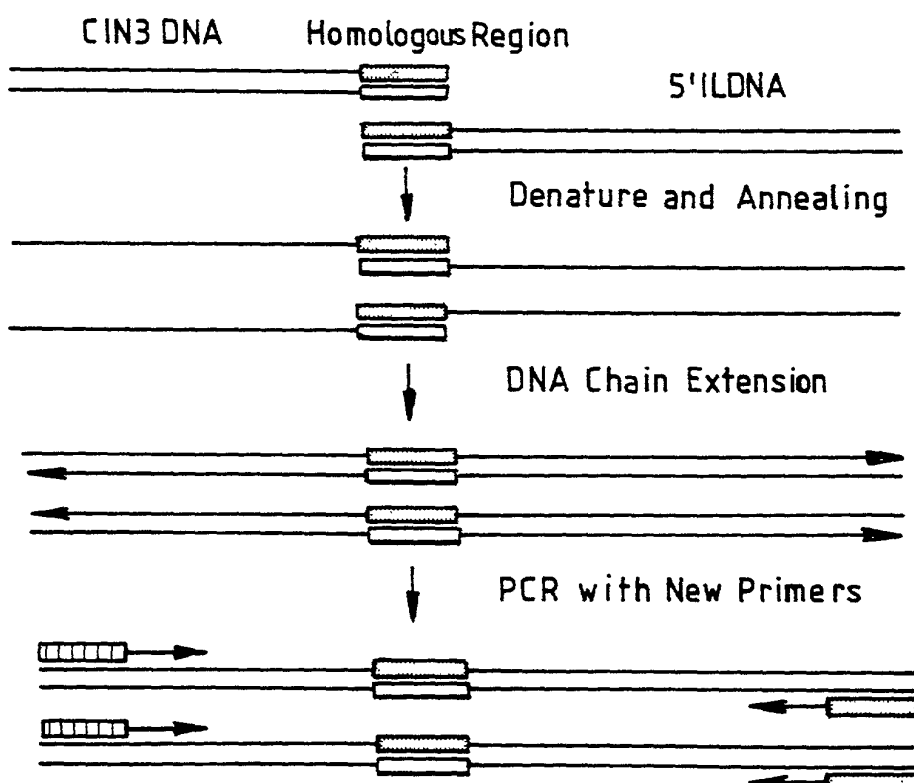 CIN3 DNA
Homologous Region
5'ILDNA
Denature and Annealing
DNA Chain Extension
PCR with New Primers